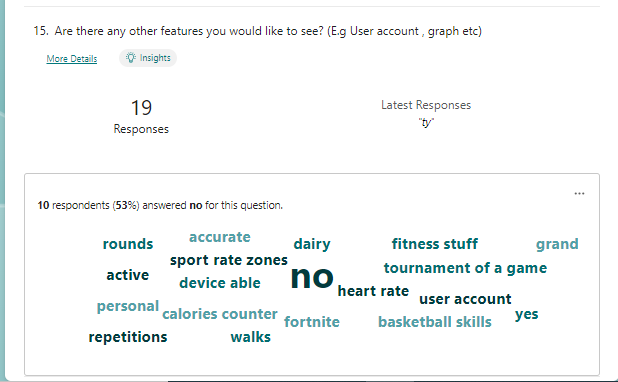 15. Are there any other features you would like to see? (E.g User account , graph etc)
More Details
Insights
19
Responses
Latest Responses
"ty"
...
10 respondents (53%) answered no for this question.
rounds
accurate
dairy
fitness stuff
grand
sport rate zones
active
device able
no
tournament of a game
heart rate
user account
personal
calories counter
fortnite
basketball skills
yes
repetitions
walks